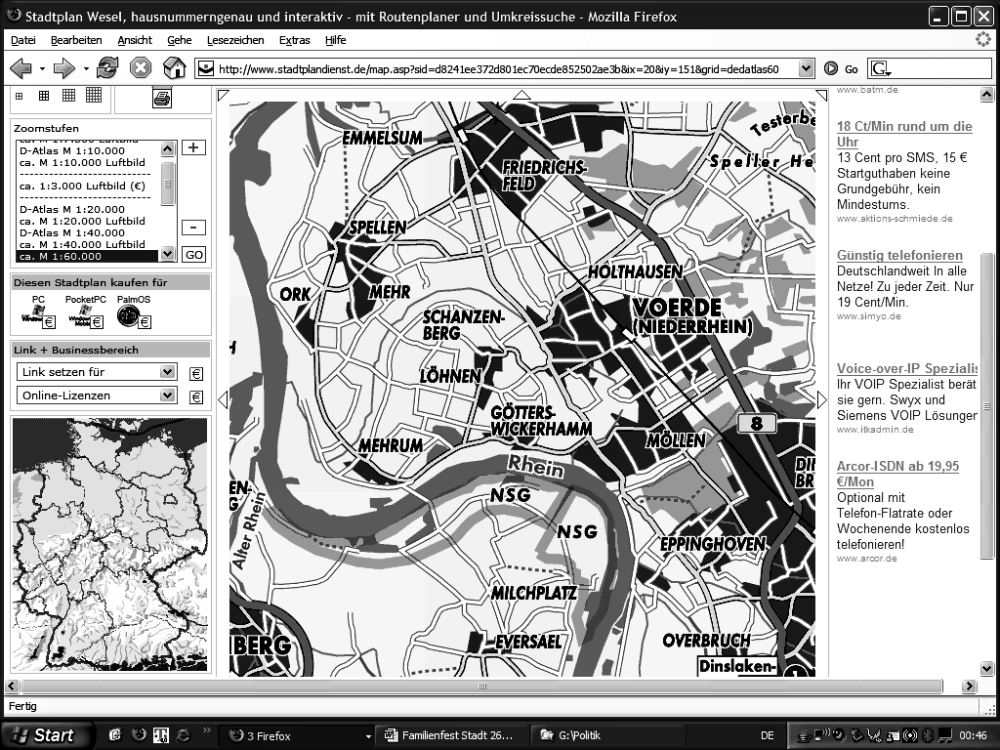 Stadtplan Wesel, hausnummerngenau und interaktiv - mit Routenplaner und Umkreissuche - Mozilla Firefox
Datei Bearbeiten Ansicht Gehe Lesezeichen Extras Hilfe
http://www.stadtplandienst.de/map.asp?sid=d8241ee372d801ec70ecde852502ae3b&ix=20&iy=151&grid=dedatlas60
Go
G
Zoomstufen
D-Atlas M 1:10.000
ca. M 1:10.000 Luftbild
ca. 1:3.000 Luftbild (€)
D-Atlas M 1:20.000
ca. M 1:20.000 Luftbild
D-Atlas M 1:40.000
ca. M 1:40.000 Luftbild
ca. M 1:60.000
+
-
GO
Diesen Stadtplan kaufen für
PC PocketPC PalmOS
€ € €
Link + Businessbereich
Link setzen für
€
Online-Lizenzen
€
EMMELSUM
Testerbe
FRIEDRICHS-
FELD
Speller He
SPELLEN
HOLTHAUSEN
ORK
MEHR
VOERDE
(NIEDERRHEIN)
SCHANZEN-
BERG
H
LÖHNEN
GÖTTERS-
WICKERHAMM
8
MEHRUM
MÖLLEN
Rhein
DIN
BR
EN-
G
NSG
Alter Rhein
NSG
EPPINGHOVEN
MILCHPLATZ
BERG
EVERSAEL
OVERBRUCH
Dinslaken-
1
www.batm.de
18 Ct/Min rund um die
Uhr
13 Cent pro SMS, 15 €
Startguthaben keine
Grundgebühr, kein
Mindestums.
www.aktions-schmiede.de
Günstig telefonieren
Deutschlandweit In alle
Netze! Zu jeder Zeit. Nur
19 Cent/Min.
www.simyo.de
Voice-over-IP Spezialis
Ihr VOIP Spezialist berät
sie gern. Swyx und
Siemens VOIP Lösungen
www.itkadmin.de
Arcor-ISDN ab 19,95
€/Mon
Optional mit
Telefon-Flatrate oder
Wochenende kostenlos
telefonieren!
www.arcor.de
Fertig
Start
3 Firefox
Familienfest Stadt 26...
G:\Politik
DE
00:46